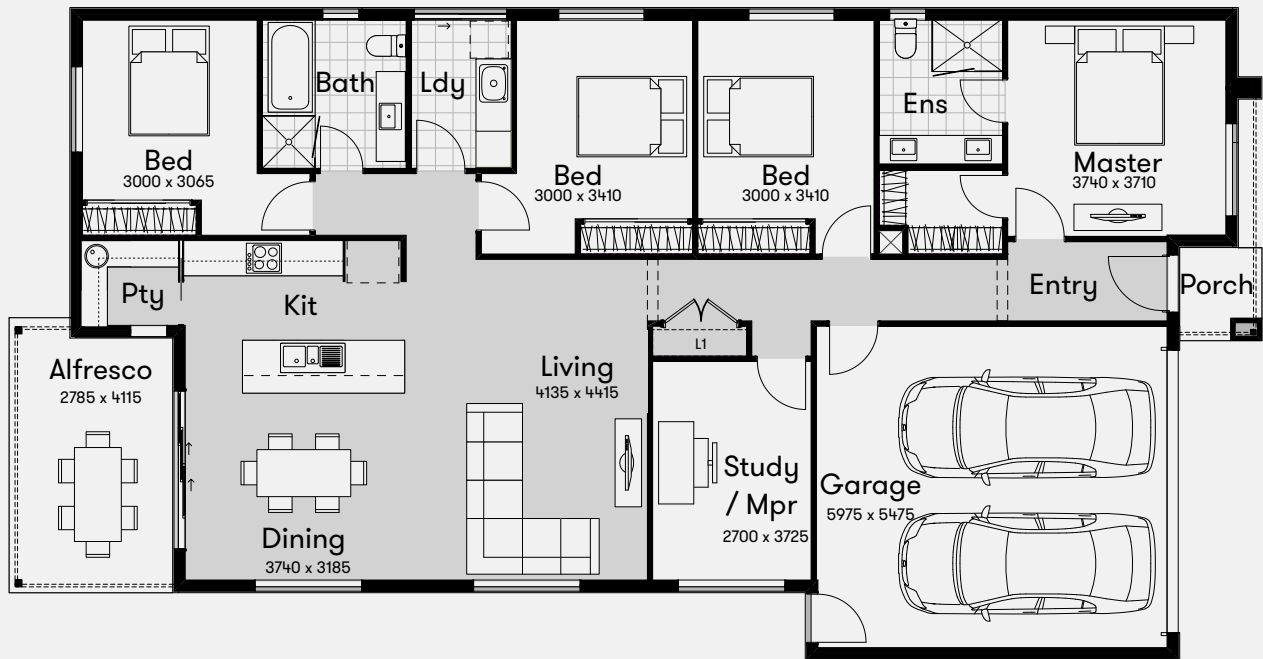 Bath
Ldy
Ens
Bed
3000 x 3065
Bed
3000 x 3410
Bed
3000 x 3410
Master
3740 x 3710
Pty
Kit
Entry
Porch
Alfresco
2785 x 4115
Living
4135 x 4415
L1
Study
/ Mpr
2700 x 3725
Garage
5975 x 5475
Dining
3740 x 3185